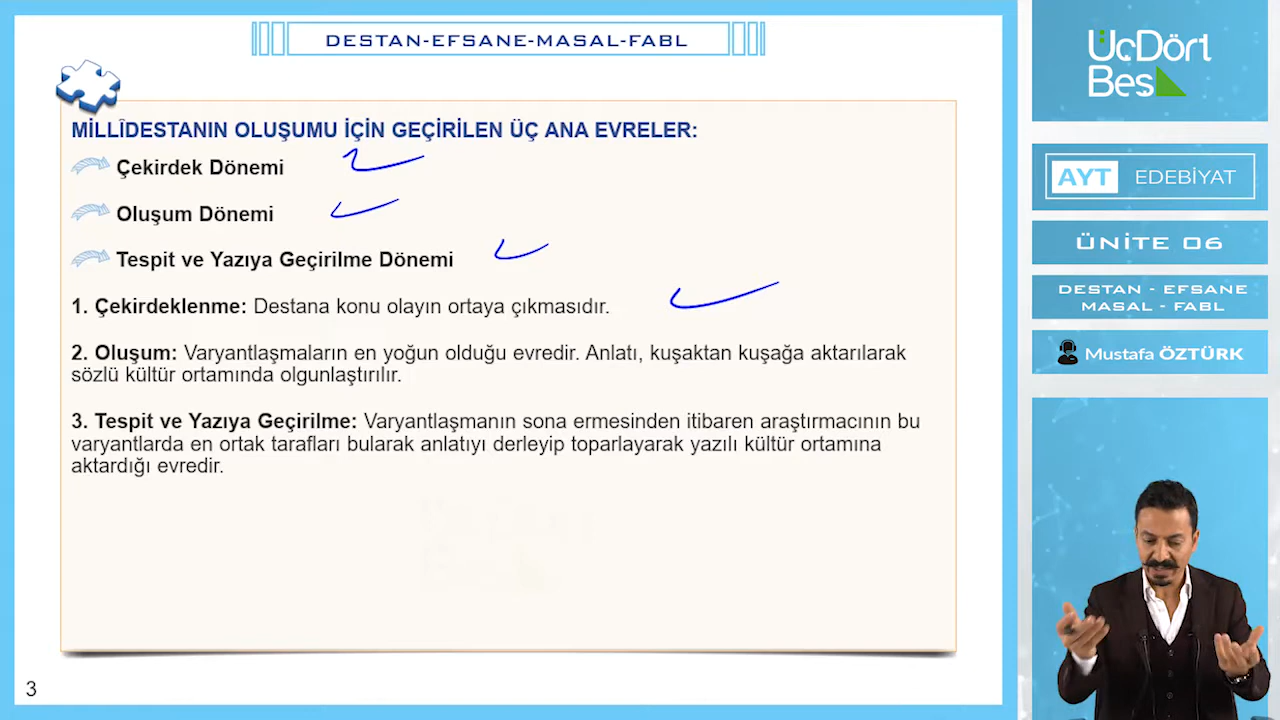 DESTAN-EFSANE-MASAL-FABL
MİLLÎDESTANIN OLUŞUMU İÇİN GEÇİRİLEN ÜÇ ANA EVRELER:
Çekirdek Dönemi
Oluşum Dönemi
Tespit ve Yazıya Geçirilme Dönemi
1. Çekirdeklenme: Destana konu olayın ortaya çıkmasıdır.
2. Oluşum: Varyantlaşmaların en yoğun olduğu evredir. Anlatı, kuşaktan kuşağa aktarılarak
sözlü kültür ortamında olgunlaştırılır.
3. Tespit ve Yazıya Geçirilme: Varyantlaşmanın sona ermesinden itibaren araştırmacının bu
varyantlarda en ortak tarafları bularak anlatıyı derleyip toparlayarak yazılı kültür ortamına
aktardığı evredir.
3
ÜçDört
Beş
AYT EDEBİYAT
ÜNİTE 06
DESTAN - EFSANE
MASAL - FABL
Mustafa ÖZTÜRK